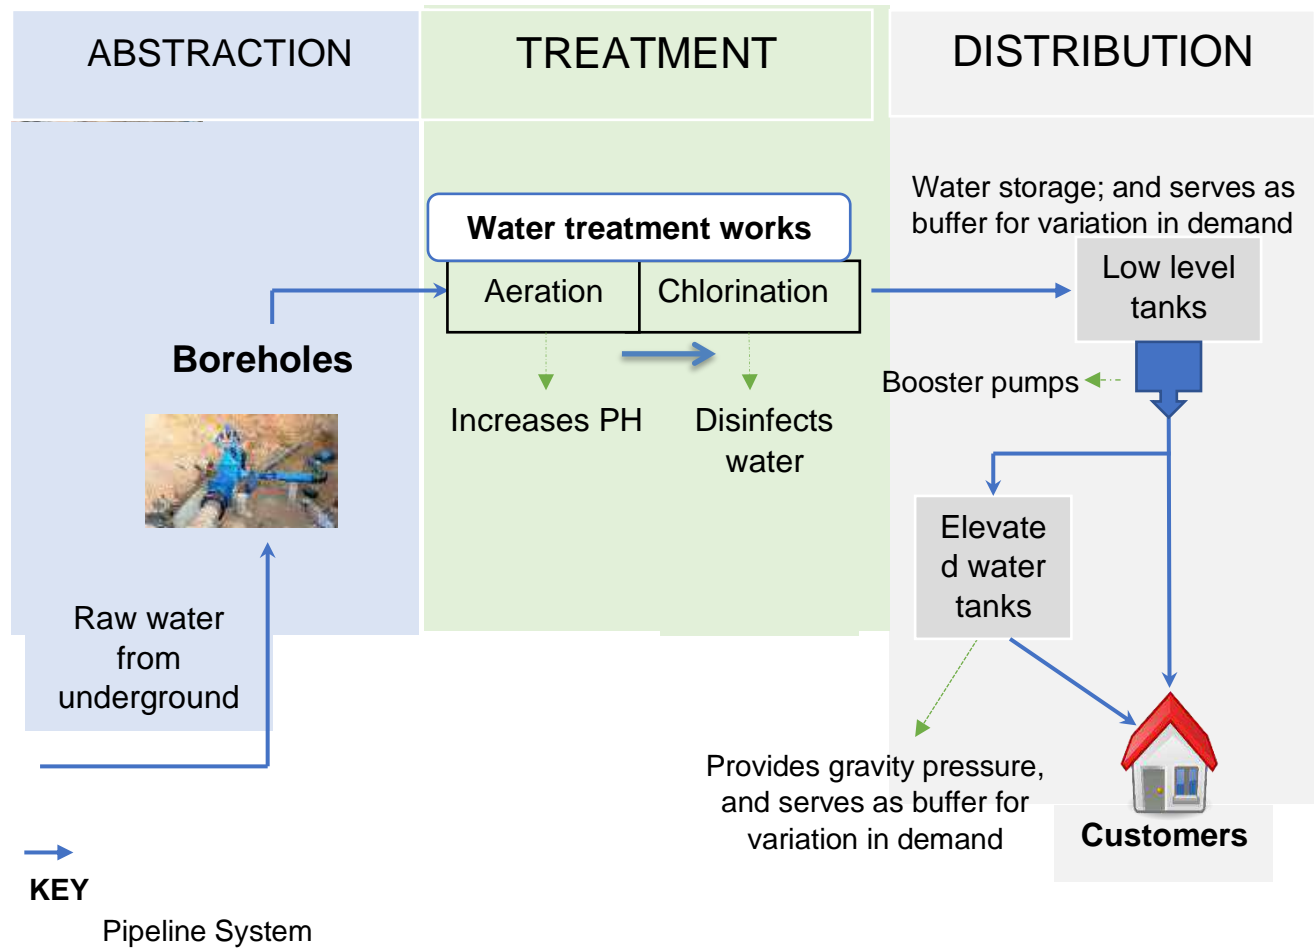 ABSTRACTION
TREATMENT
DISTRIBUTION
Water storage; and serves as
buffer for variation in demand
Water treatment works
Aeration
Chlorination
Low level
tanks
Boreholes
Booster pumps
Increases PH
Disinfects
water
Elevate
d water
tanks
Raw water
from
underground
Provides gravity pressure,
and serves as buffer for
variation in demand
Customers
KEY
Pipeline System